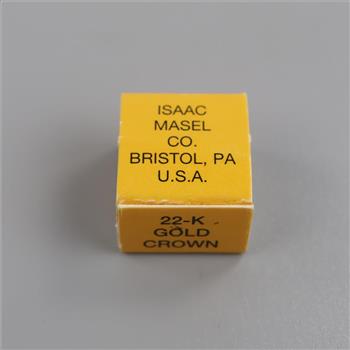 ISAAC
MASEL
CO.
BRISTOL, PA
U.S.A.
22-K
GOLD
CROWN